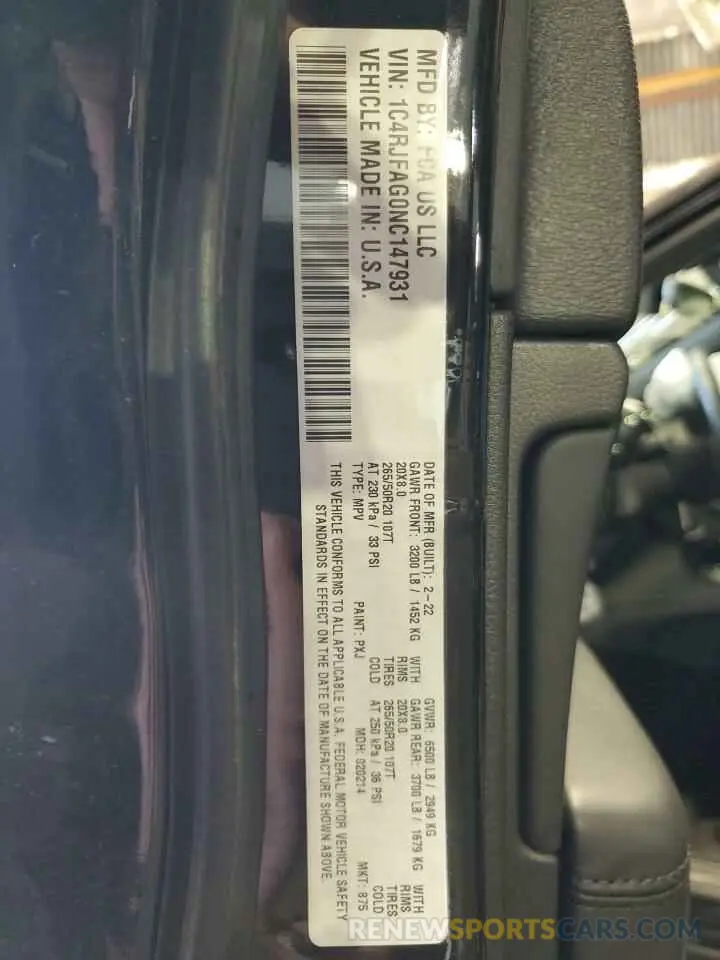 MFD BY: FCA US LLC
VIN: 1C4RJFAG0NC147931
VEHICLE MADE IN: U.S.A.
DATE OF MFR (BUILT): 2-22 GVWR: 6500 LB / 2949 KG
GAWR FRONT: 3200 LB / 1452 KG WITH GAWR REAR: 3700 LB / 1679 KG WITH
20X8.0 RIMS 20X8.0 RIMS
265/50R20 107T TIRES 265/50R20 107T TIRES
AT 230 kPa / 33 PSI COLD AT 250 kPa / 36 PSI COLD
TYPE: MPV PAINT: PXJ MDH: 020214 MKT: 875
THIS VEHICLE CONFORMS TO ALL APPLICABLE U.S.A. FEDERAL MOTOR VEHICLE SAFETY
STANDARDS IN EFFECT ON THE DATE OF MANUFACTURE SHOWN ABOVE.
RENEWSPORTSCARS.COM